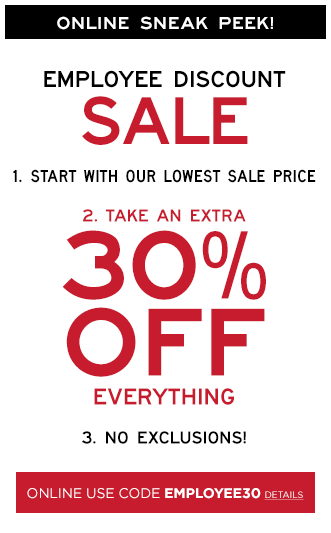 ONLINE SNEAK PEEK!
EMPLOYEE DISCOUNT
SALE
1. START WITH OUR LOWEST SALE PRICE
2. TAKE AN EXTRA
30%
OFF
EVERYTHING
3. NO EXCLUSIONS!
ONLINE USE CODE EMPLOYEE30 DETAILS